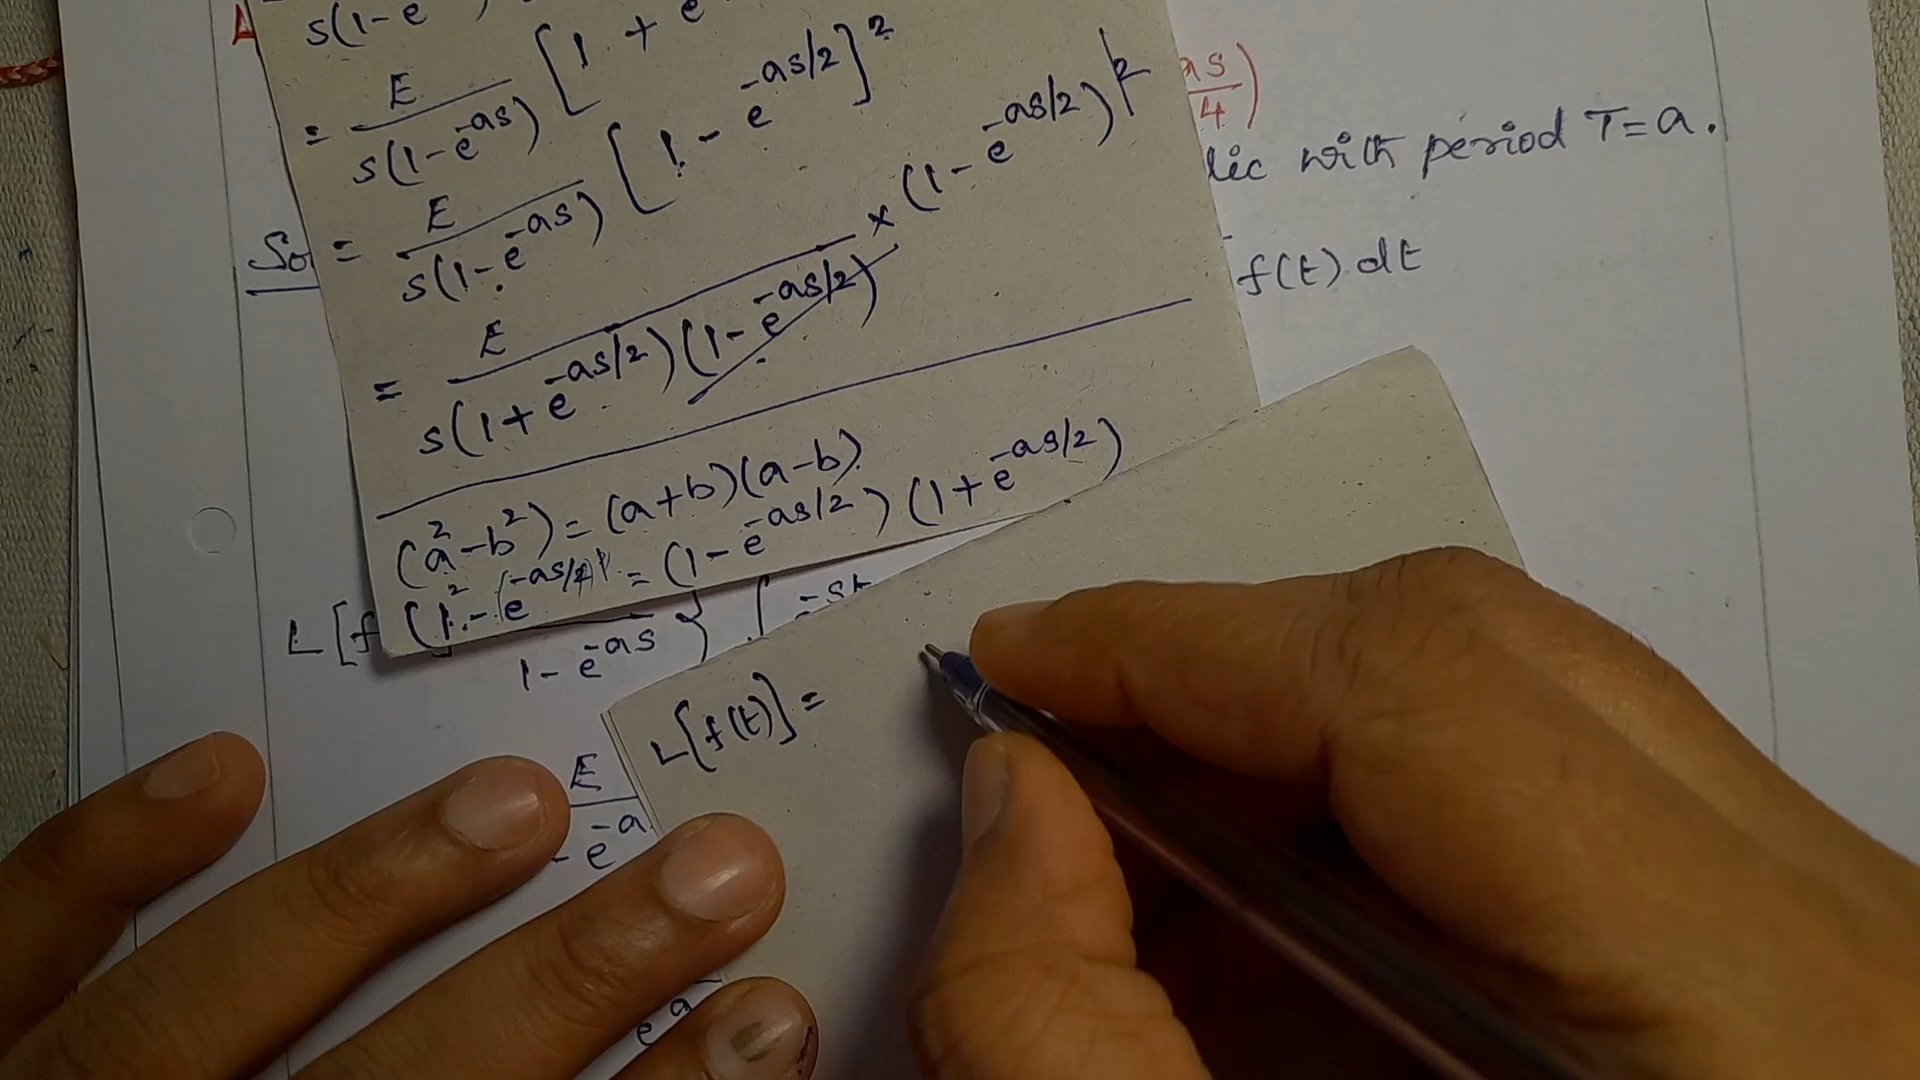 s(1-e
= E/s(1-e^-as) [1 + e
= E/s(1-e^-as) [1 - e^-as/2]^2
= E/s(1+e^-as/2)(1-e^-as/2) × (1-e^-as/2)^2
(a^2-b^2) = (a+b)(a-b)
(1^2-(e^-as/2)^2 = (1-e^-as/2)(1+e^-as/2)
as/4)
with period T=a.
So
f(t) dt
L[f
1-e^-as
-st
L[f(t)] =
E
-e^-a